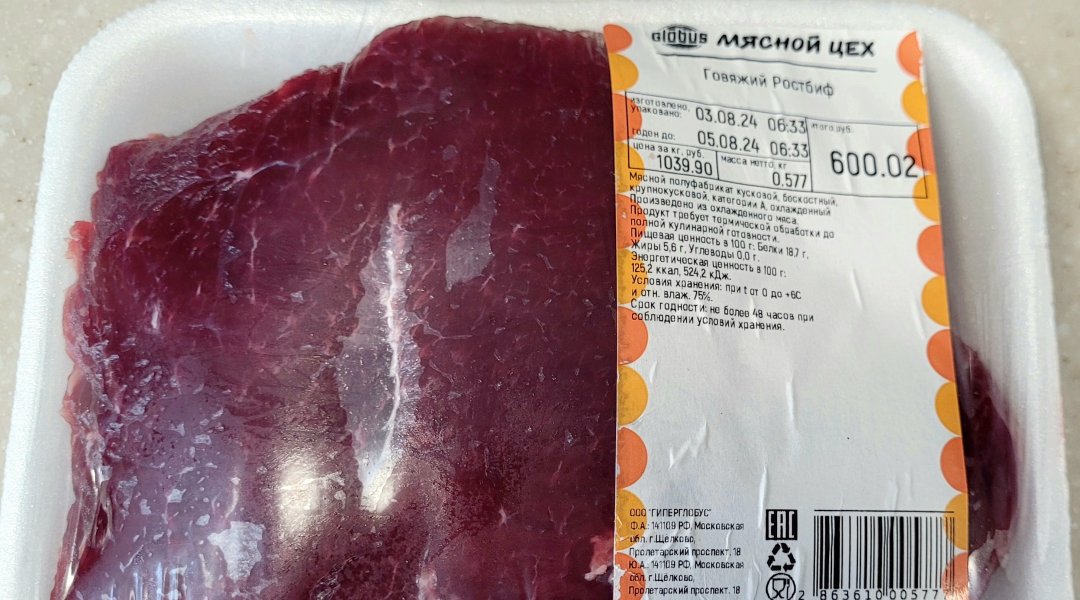 Globus МЯСНОЙ ЦЕХ
Говяжий Ростбиф
изготовлено,
упаковано: 03.08.24 06:33 итого,руб.
годен до: 05.08.24 06:33 600.02
цена за кг, руб. масса нетто, кг
1039.90 0.577
Мясной полуфабрикат кусковой, бескостный,
крупнокусковой, категории А, охлажденный
Произведено из охлажденного мяса.
Продукт требует термической обработки до
полной кулинарной готовности.
Пищевая ценность в 100 г: Белки 18,7 г,
Жиры 5,6 г, Углеводы 0,0 г.
Энергетическая ценность в 100 г:
125,2 ккал, 524,2 кДж.
Условия хранения: при t от 0 до +6С
и отн. влаж. 75%.
Срок годности: не более 48 часов при
соблюдении условий хранения.
ООО "ГИПЕРГЛОБУС"
Ф.А.: 141109 РФ, Московская
обл. г.Щёлково,
Пролетарский проспект, 18
Ю.А.: 141109 РФ, Московская
обл. г.Щёлково,
Пролетарский проспект, 18
EAC
2 863610 00577